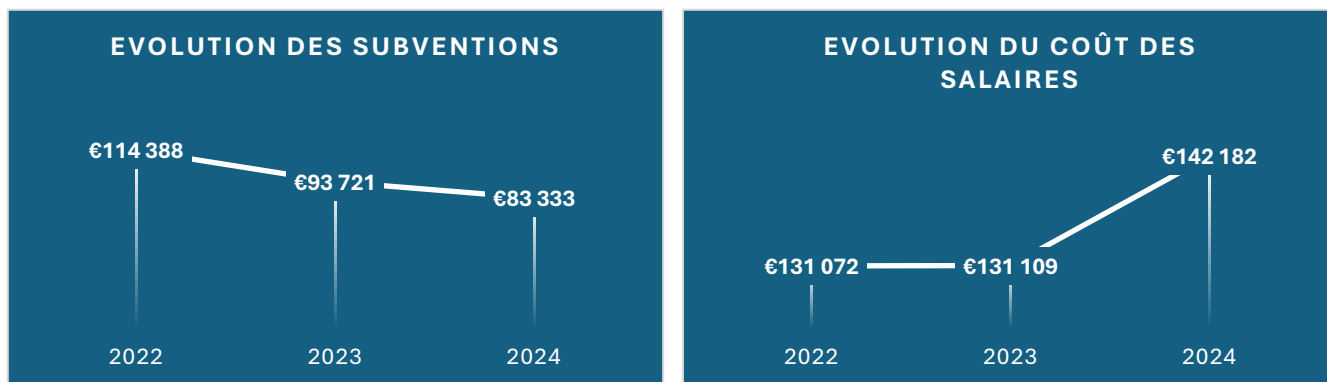 EVOLUTION DES SUBVENTIONS
€114 388
€93 721
€83 333
2022 2023 2024
EVOLUTION DU COÛT DES
SALAIRES
€142 182
€131 072
€131 109
2022 2023 2024